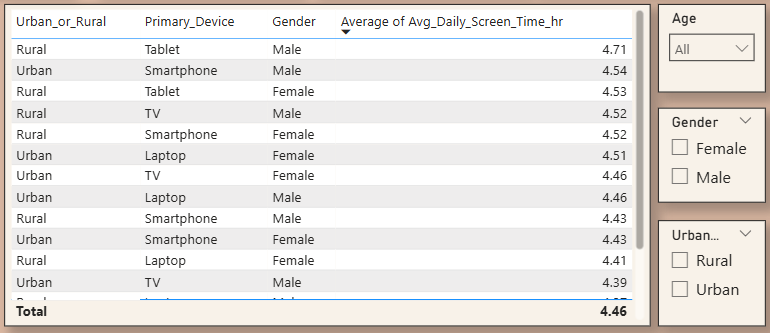 Urban_or_Rural Primary_Device Gender Average of Avg_Daily_Screen_Time_hr
Rural Tablet Male 4.71
Urban Smartphone Male 4.54
Rural Tablet Female 4.53
Rural TV Male 4.52
Rural Smartphone Female 4.52
Urban Laptop Female 4.51
Urban TV Female 4.46
Urban Laptop Male 4.46
Rural Smartphone Male 4.43
Urban Smartphone Female 4.43
Rural Laptop Female 4.41
Urban TV Male 4.39
Total 4.46
Age
All
Gender
Female
Male
Urban...
Rural
Urban